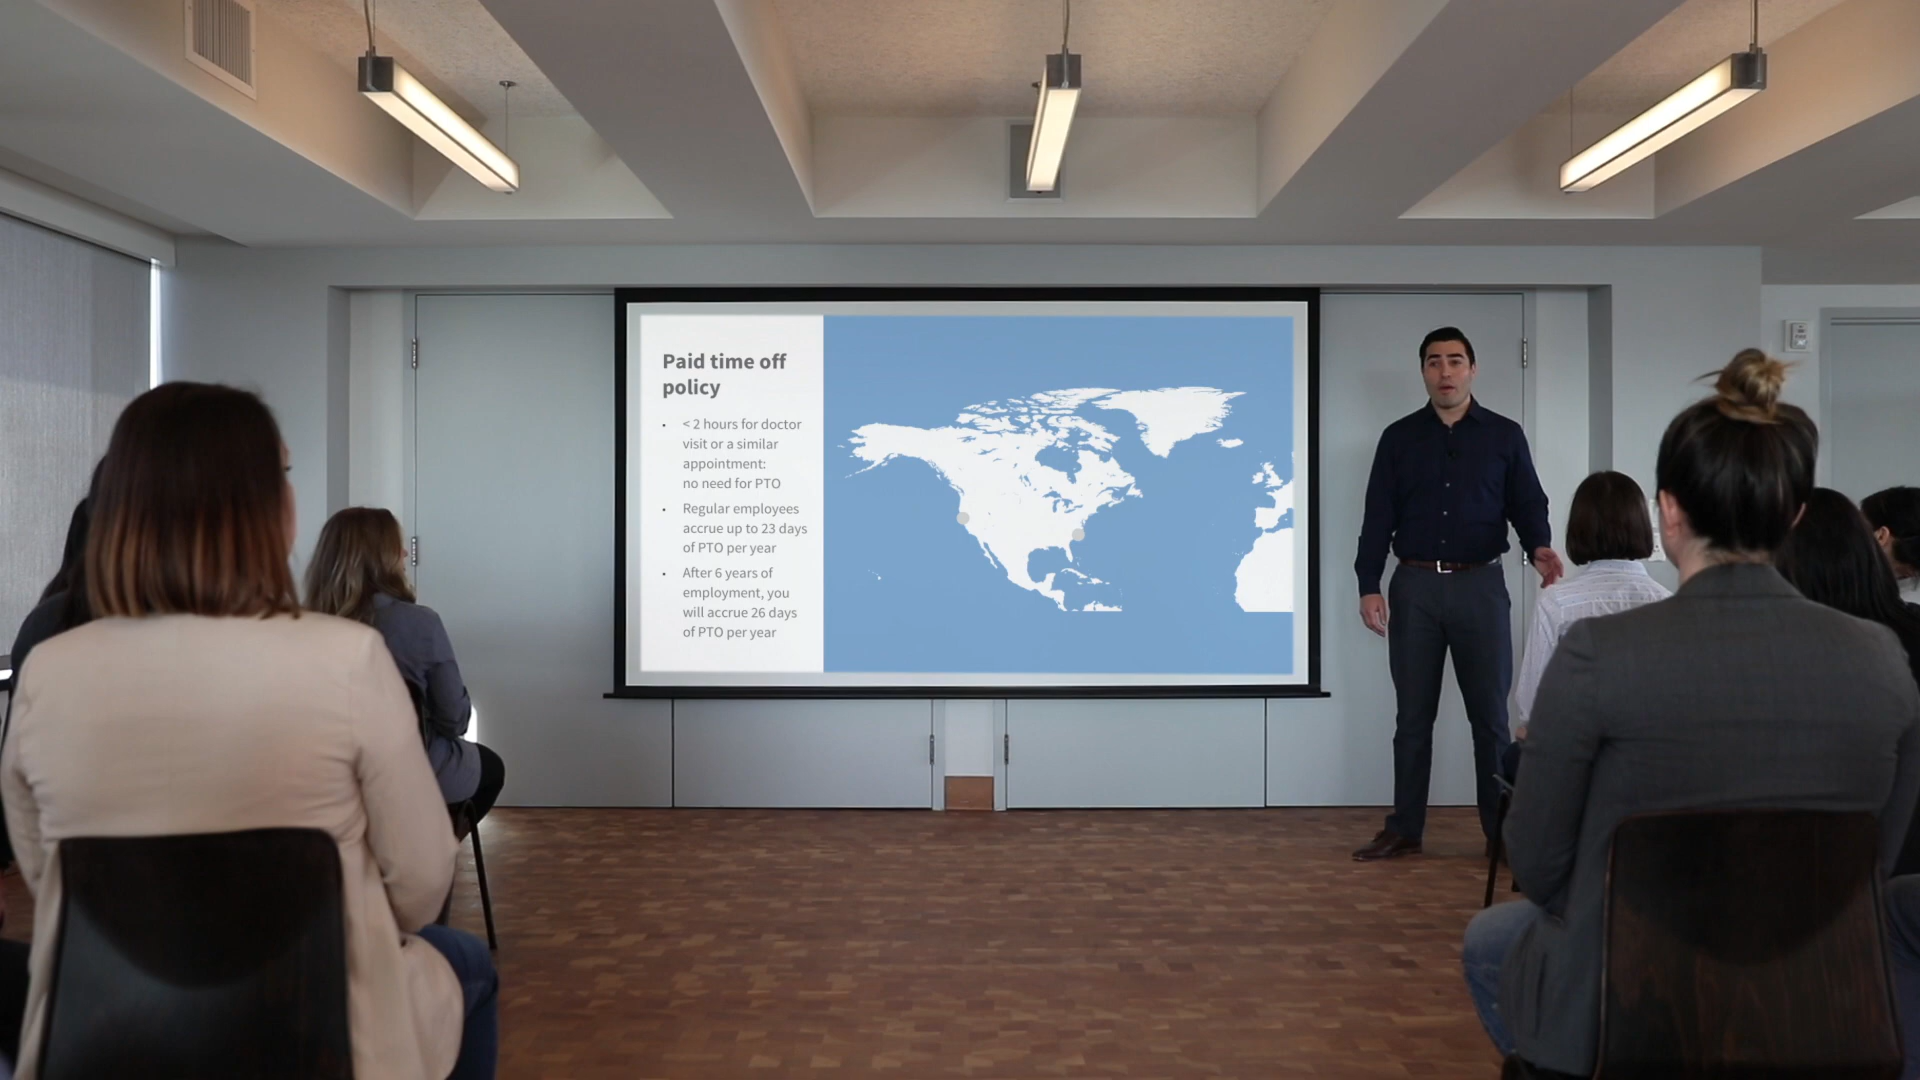 Paid time off
policy
• < 2 hours for doctor
visit or a similar
appointment:
no need for PTO
• Regular employees
accrue up to 23 days
of PTO per year
• After 6 years of
employment, you
will accrue 26 days
of PTO per year